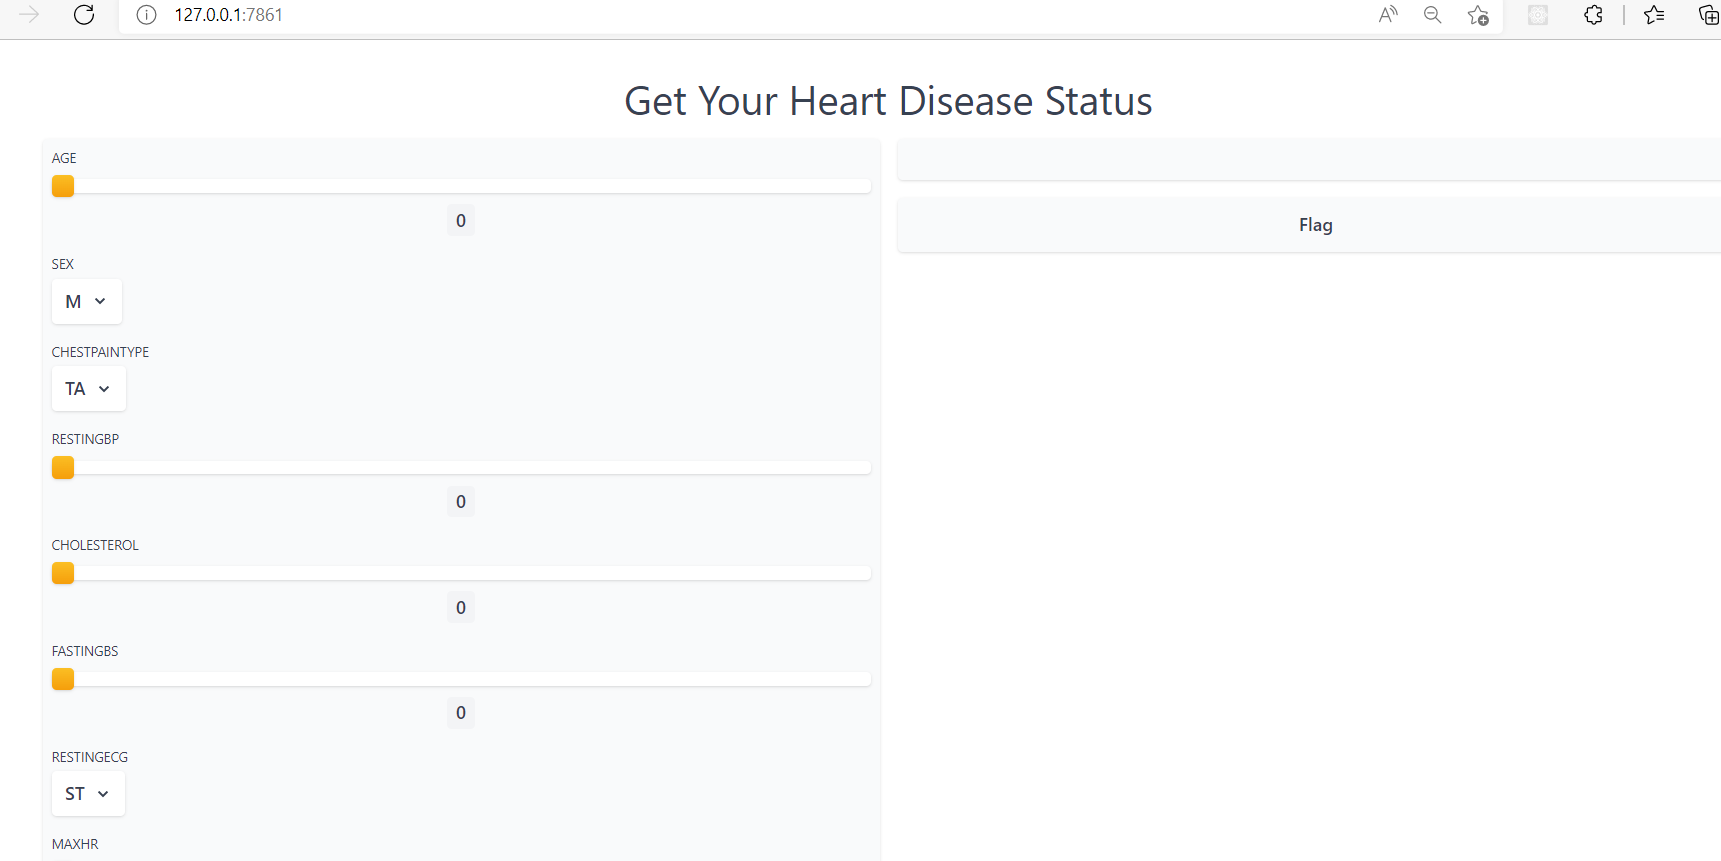 127.0.0.1:7861
Get Your Heart Disease Status
AGE
0
SEX
M
CHESTPAINTYPE
TA
RESTINGBP
0
CHOLESTEROL
0
FASTINGBS
0
RESTINGECG
ST
MAXHR
Flag